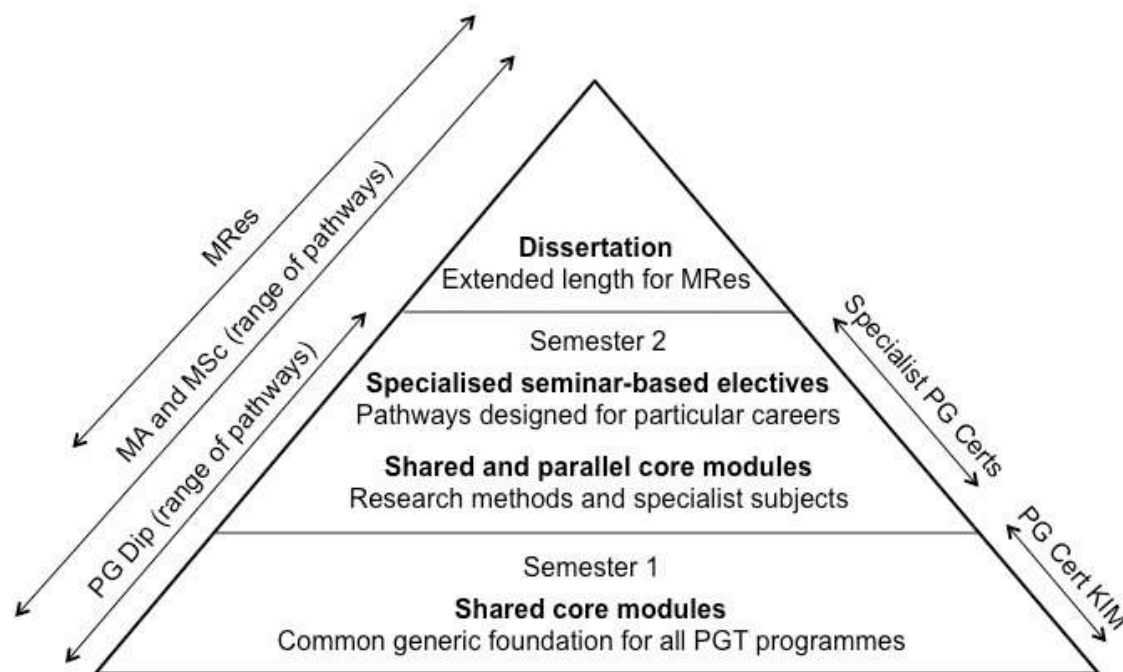 MRes
MA and MSc (range of pathways)
PG Dip (range of pathways)
Dissertation
Extended length for MRes
Semester 2
Specialised seminar-based electives
Pathways designed for particular careers
Shared and parallel core modules
Research methods and specialist subjects
Semester 1
Shared core modules
Common generic foundation for all PGT programmes
Specialist PG Certs
PG Cert KIM